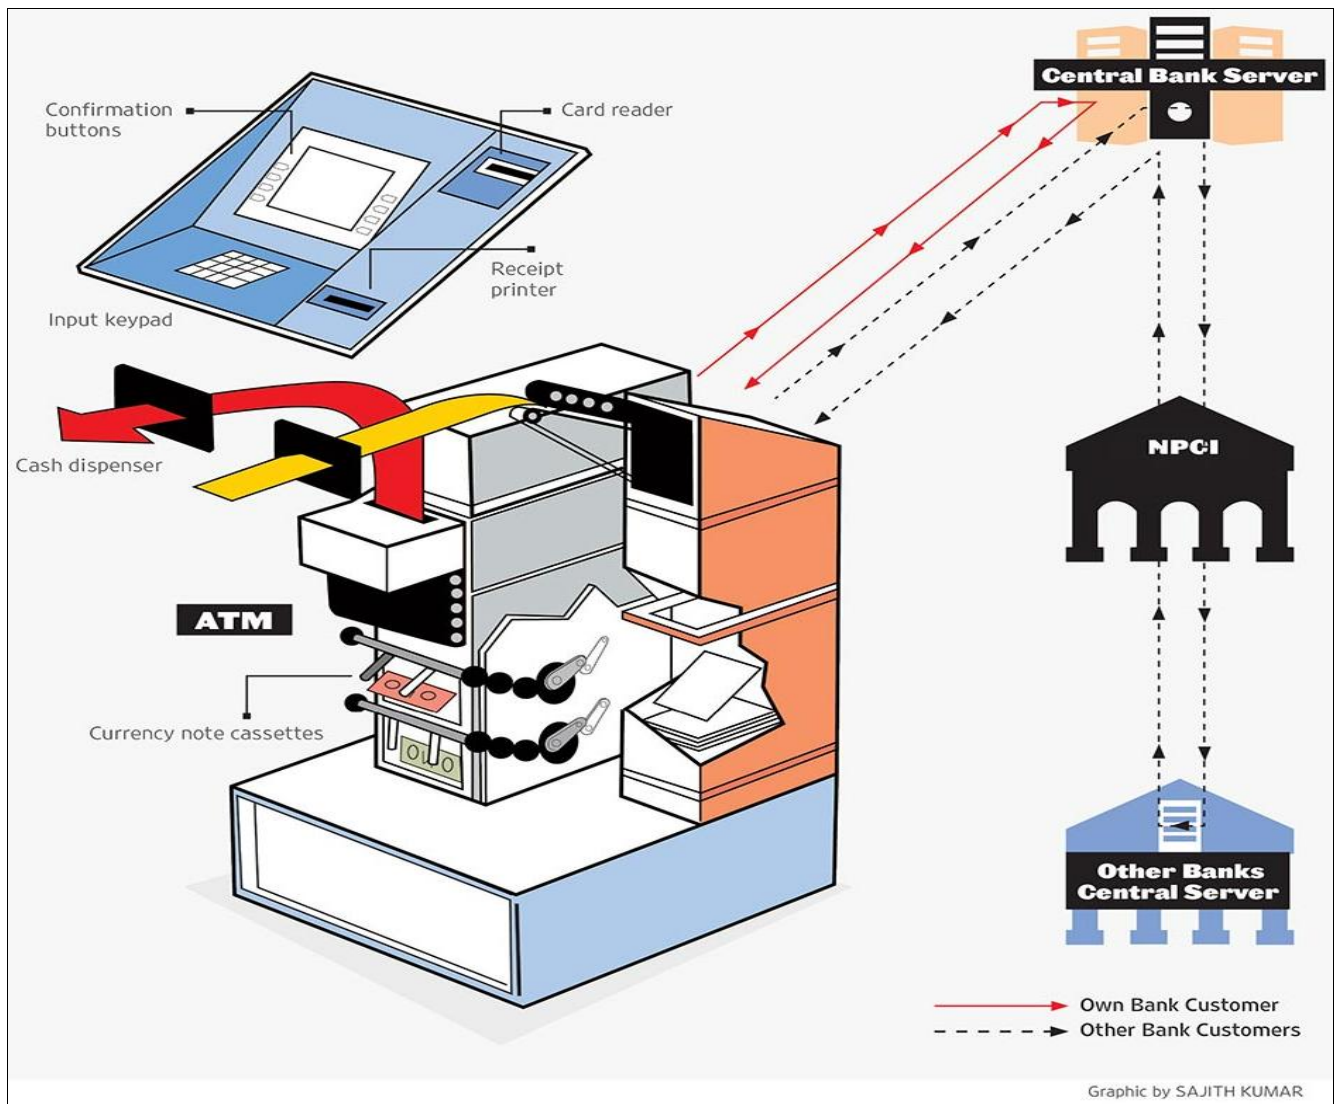 Central Bank Server
Confirmation
buttons
Card reader
Receipt
printer
Input keypad
NPCI
Cash dispenser
ATM
Currency note cassettes
Other Banks
Central Server
Own Bank Customer
Other Bank Customers
Graphic by SAJITH KUMAR